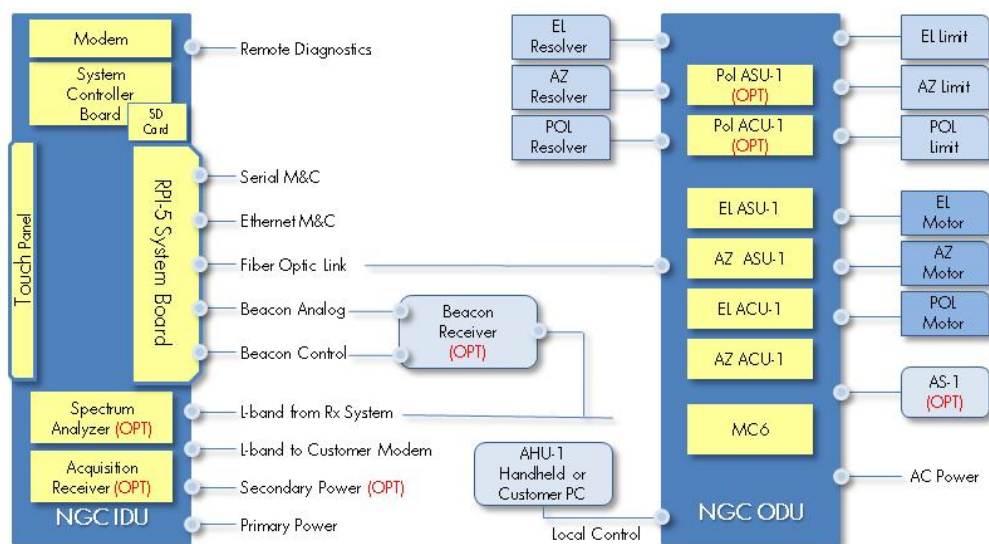 Modem
System
Controller
Board
SD
Card
Touch Panel
RPI-5 System Board
Spectrum
Analyzer (OPT)
Acquisition
Receiver (OPT)
NGC IDU
Remote Diagnostics
Serial M&C
Ethernet M&C
Fiber Optic Link
Beacon Analog
Beacon Control
L-band from Rx System
L-band to Customer Modem
Secondary Power (OPT)
Primary Power
Beacon
Receiver
(OPT)
AHU-1
Handheld or
Customer PC
Local Control
EL
Resolver
AZ
Resolver
POL
Resolver
Pol ASU-1
(OPT)
Pol ACU-1
(OPT)
EL ASU-1
AZ ASU-1
EL ACU-1
AZ ACU-1
MC6
NGC ODU
EL Limit
AZ Limit
POL
Limit
EL
Motor
AZ
Motor
POL
Motor
AS-1
(OPT)
AC Power